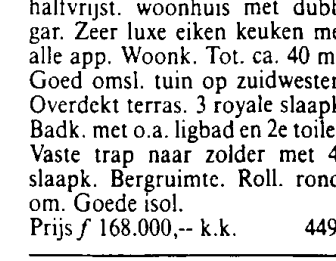 halfvrijst. woonhuis met dubb
gar. Zeer luxe eiken keuken me
alle app. Woonk. Tot. ca. 40 m
Goed omsl. tuin op zuidwesten
Overdekt terras. 3 royale slaapk
Badk. met o.a. ligbad en 2e toile
Vaste trap naar zolder met 4
slaapk. Bergruimte. Roll. rond
om. Goede isol.
Prijs ƒ 168.000,-- k.k. 449